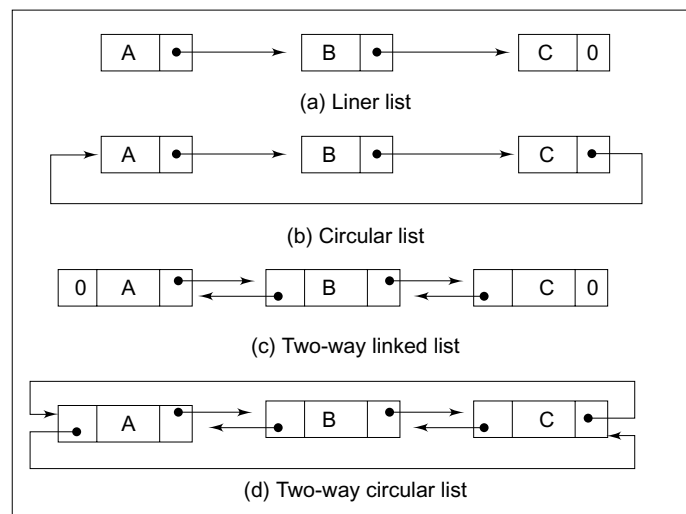 A B C 0
(a) Liner list
A B C
(b) Circular list
0 A B C 0
(c) Two-way linked list
A B C
(d) Two-way circular list